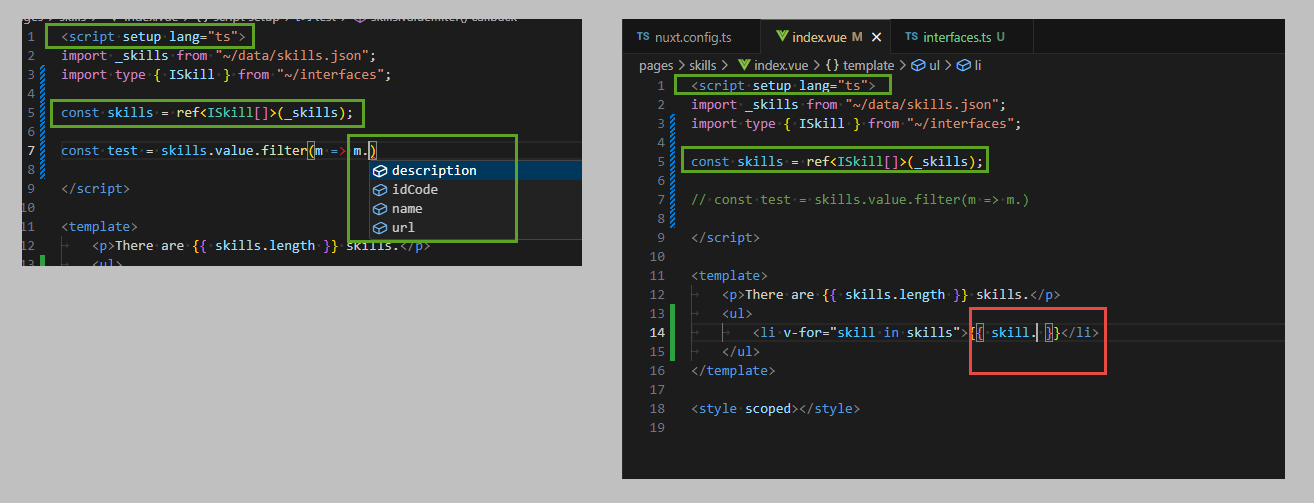 pages > skills > index.vue > {} script setup > test > skills.value.filter() callback
1 <script setup lang="ts">
2 import _skills from "~/data/skills.json";
3 import type { ISkill } from "~/interfaces";
4
5 const skills = ref<ISkill[]>(_skills);
6
7 const test = skills.value.filter(m => m.)
8
description
9 </script>
idCode
10
name
11 <template>
url
12 <p>There are {{ skills.length }} skills.</p>
13 <ul>
TS nuxt.config.ts
index.vue M ×
TS interfaces.ts U
pages > skills > index.vue > {} template > ul > li
1 <script setup lang="ts">
2 import _skills from "~/data/skills.json";
3 import type { ISkill } from "~/interfaces";
4
5 const skills = ref<ISkill[]>(_skills);
6
7 // const test = skills.value.filter(m => m.)
8
9 </script>
10
11 <template>
12 <p>There are {{ skills.length }} skills.</p>
13 <ul>
14 <li v-for="skill in skills">{{ skill. }}</li>
15 </ul>
16 </template>
17
18 <style scoped></style>
19